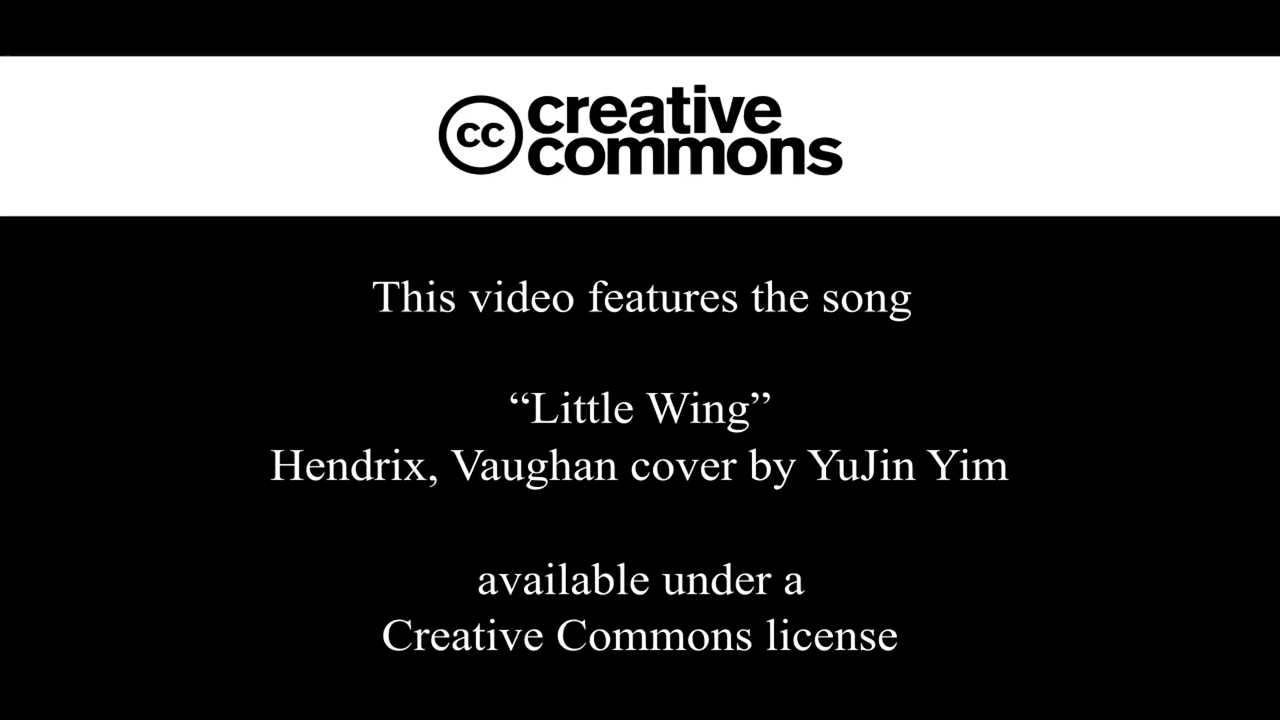 cc creative
commons
This video features the song
“Little Wing”
Hendrix, Vaughan cover by YuJin Yim
available under a
Creative Commons license